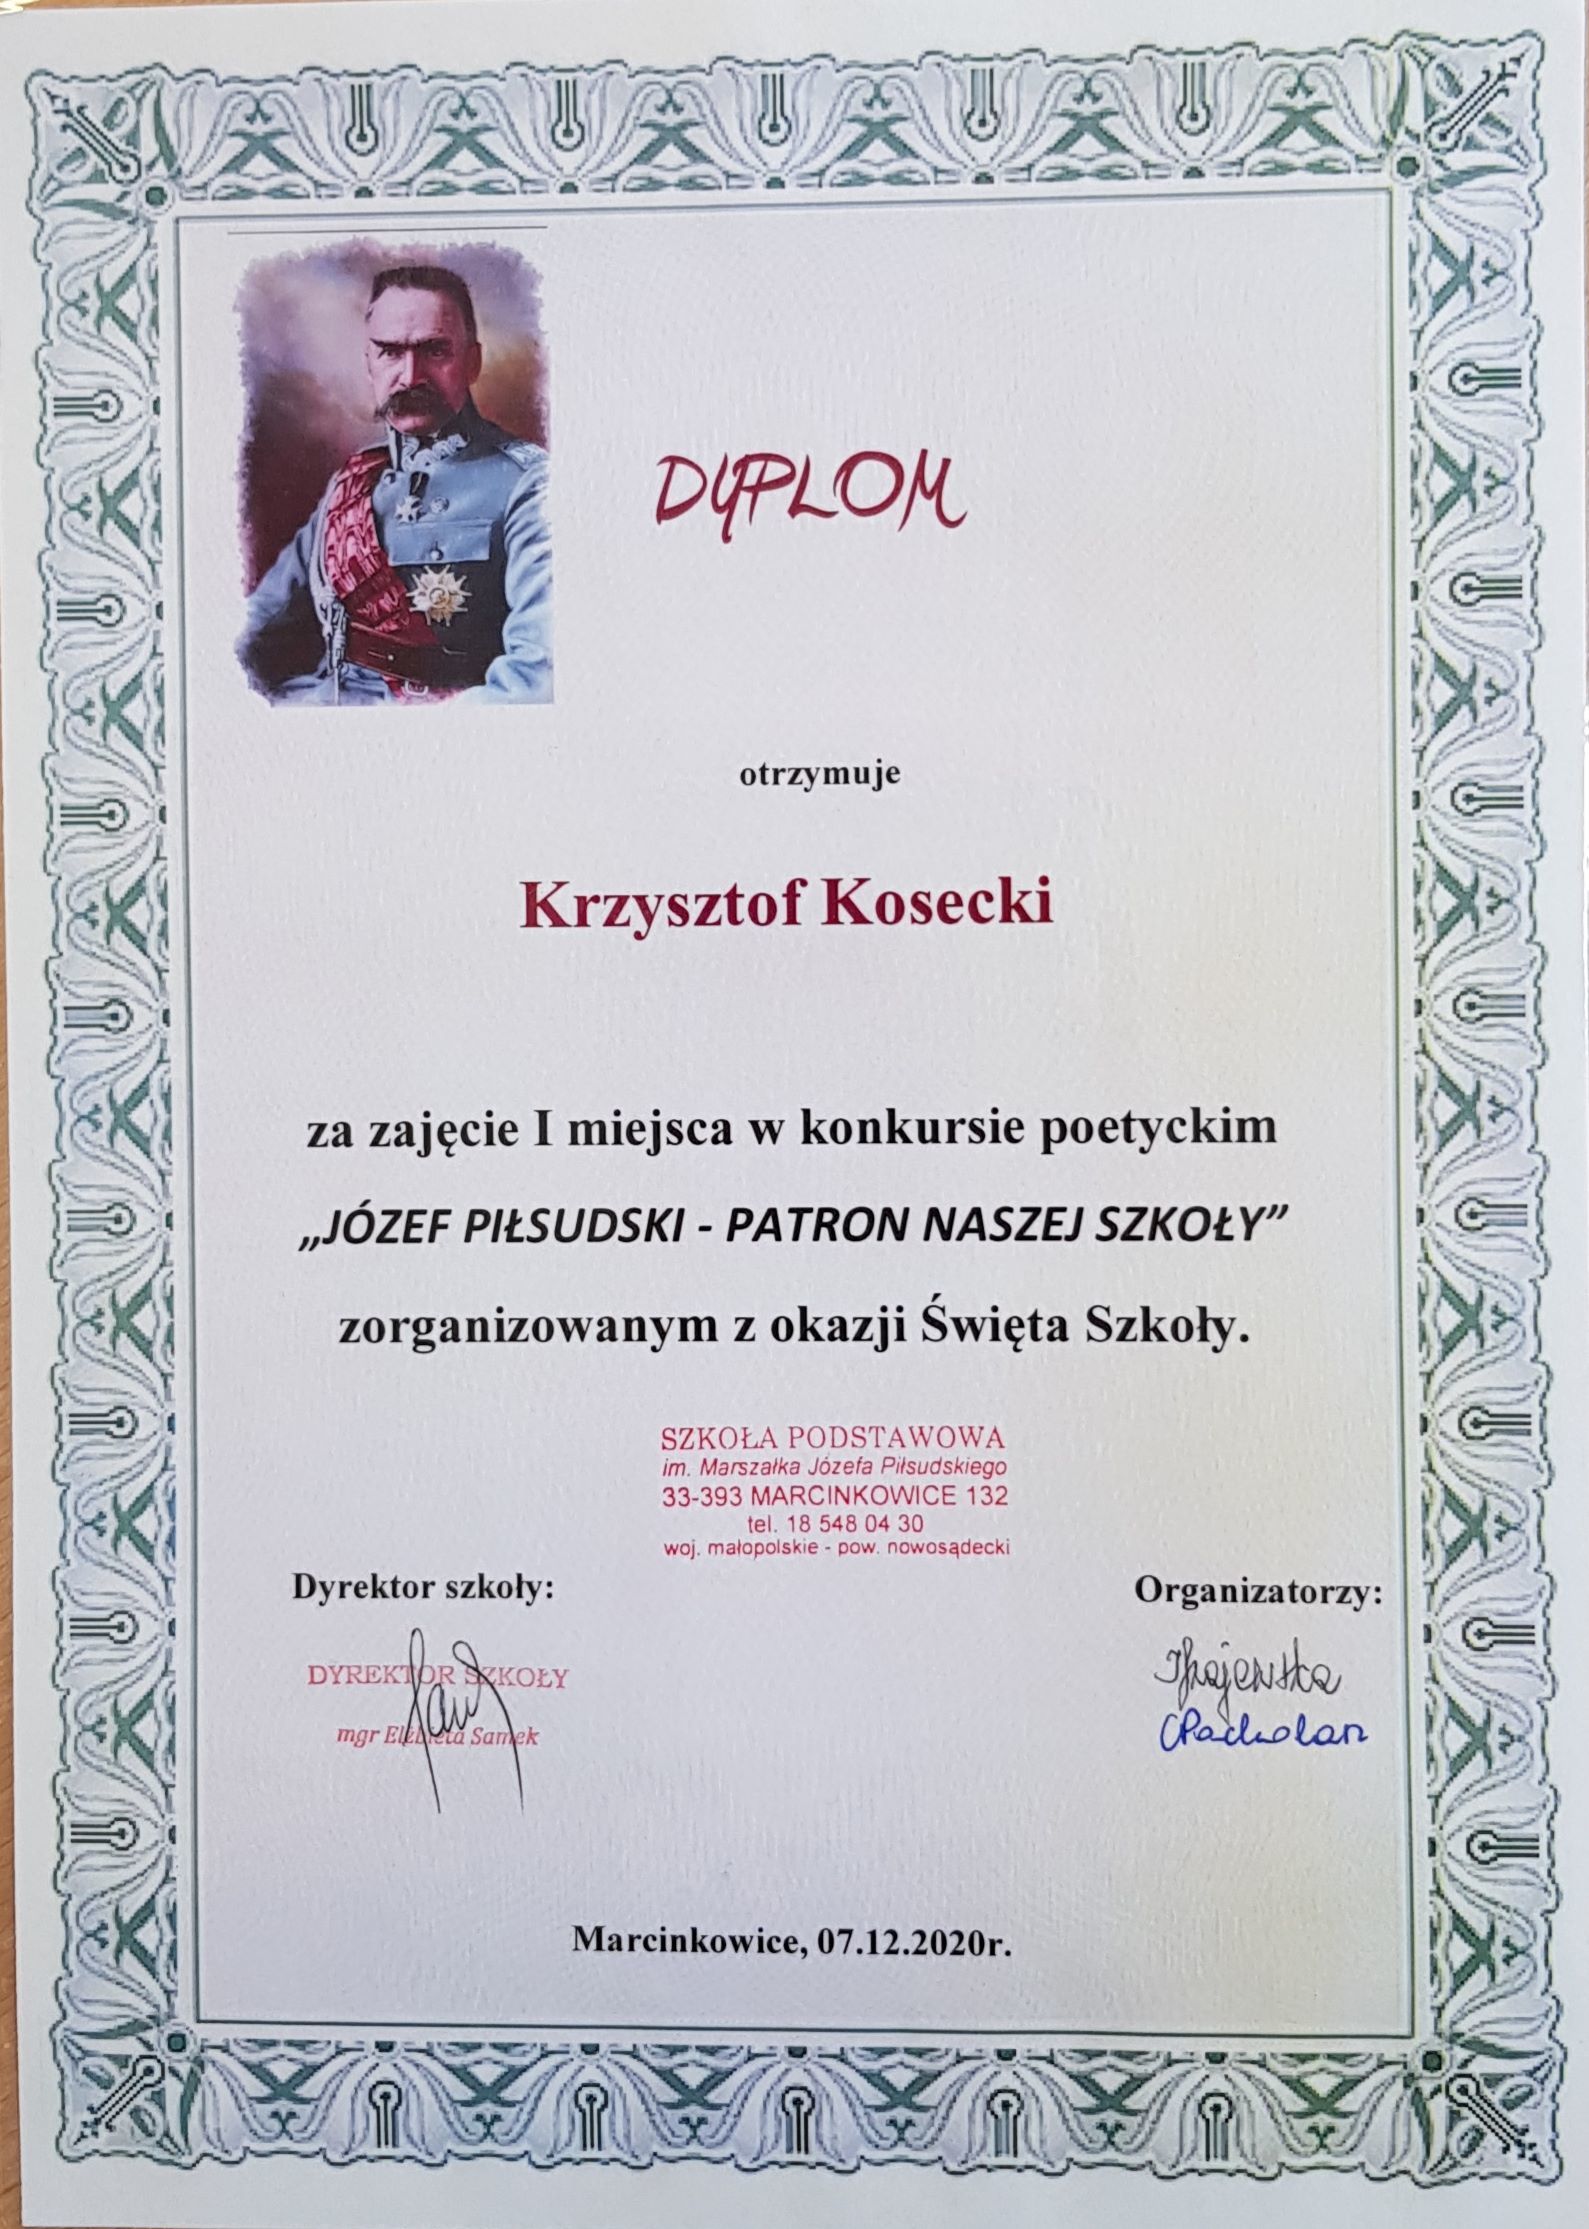 DYPLOM
otrzymuje
Krzysztof Kosecki
za zajęcie I miejsca w konkursie poetyckim
„JÓZEF PIŁSUDSKI - PATRON NASZEJ SZKOŁY”
zorganizowanym z okazji Święta Szkoły.
SZKOŁA PODSTAWOWA
im. Marszałka Józefa Piłsudskiego
33-393 MARCINKOWICE 132
tel. 18 548 04 30
woj. małopolskie - pow. nowosądecki
Dyrektor szkoły:
DYREKTOR SZKOŁY
mgr Elżbieta Samek
Organizatorzy:
Marcinkowice, 07.12.2020r.